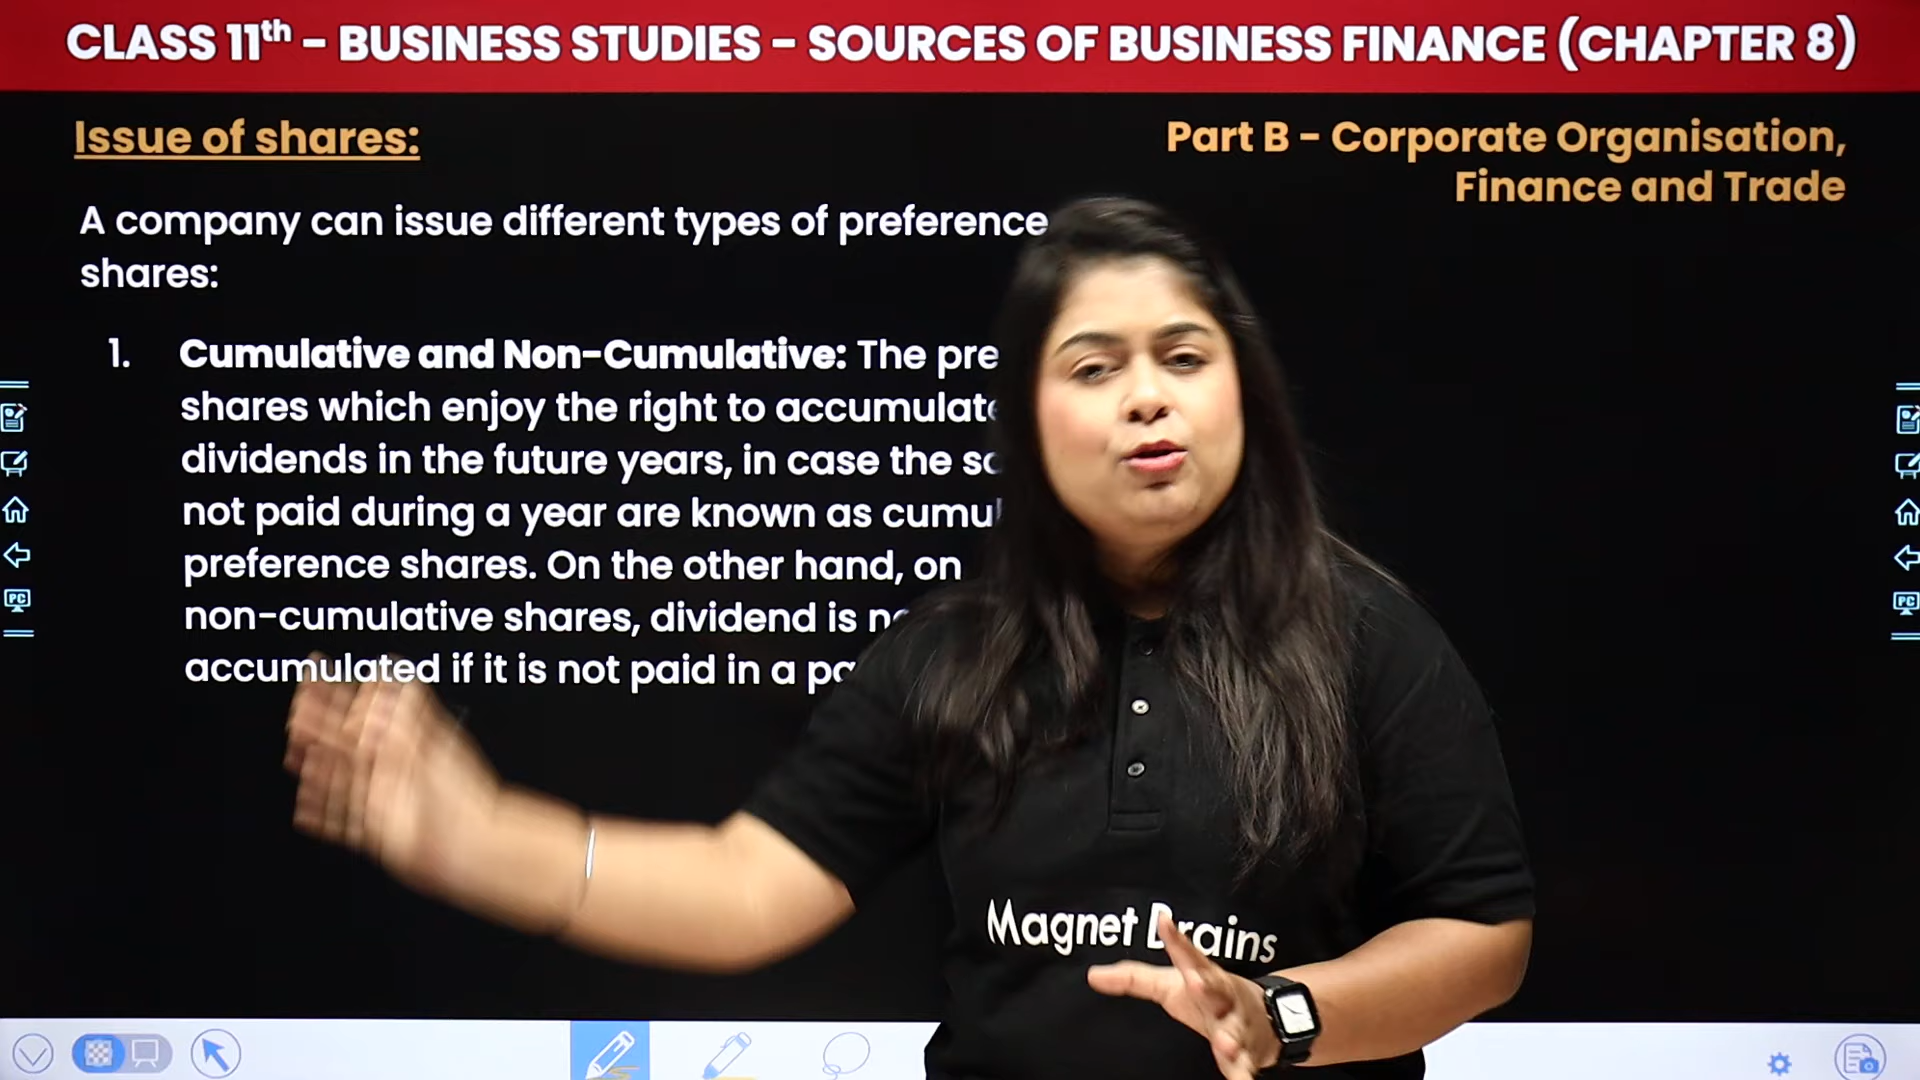 CLASS 11th – BUSINESS STUDIES – SOURCES OF BUSINESS FINANCE (CHAPTER 8)
Issue of shares:
Part B – Corporate Organisation,
Finance and Trade
A company can issue different types of preference
shares:
1. Cumulative and Non-Cumulative: The
shares which enjoy the right to
dividends in the future years, in case the
not paid during a year are known as
preference shares. On the other hand, on
non-cumulative shares, dividend is
accumulated if it is not paid in a
Magnet Brains
PC
PC